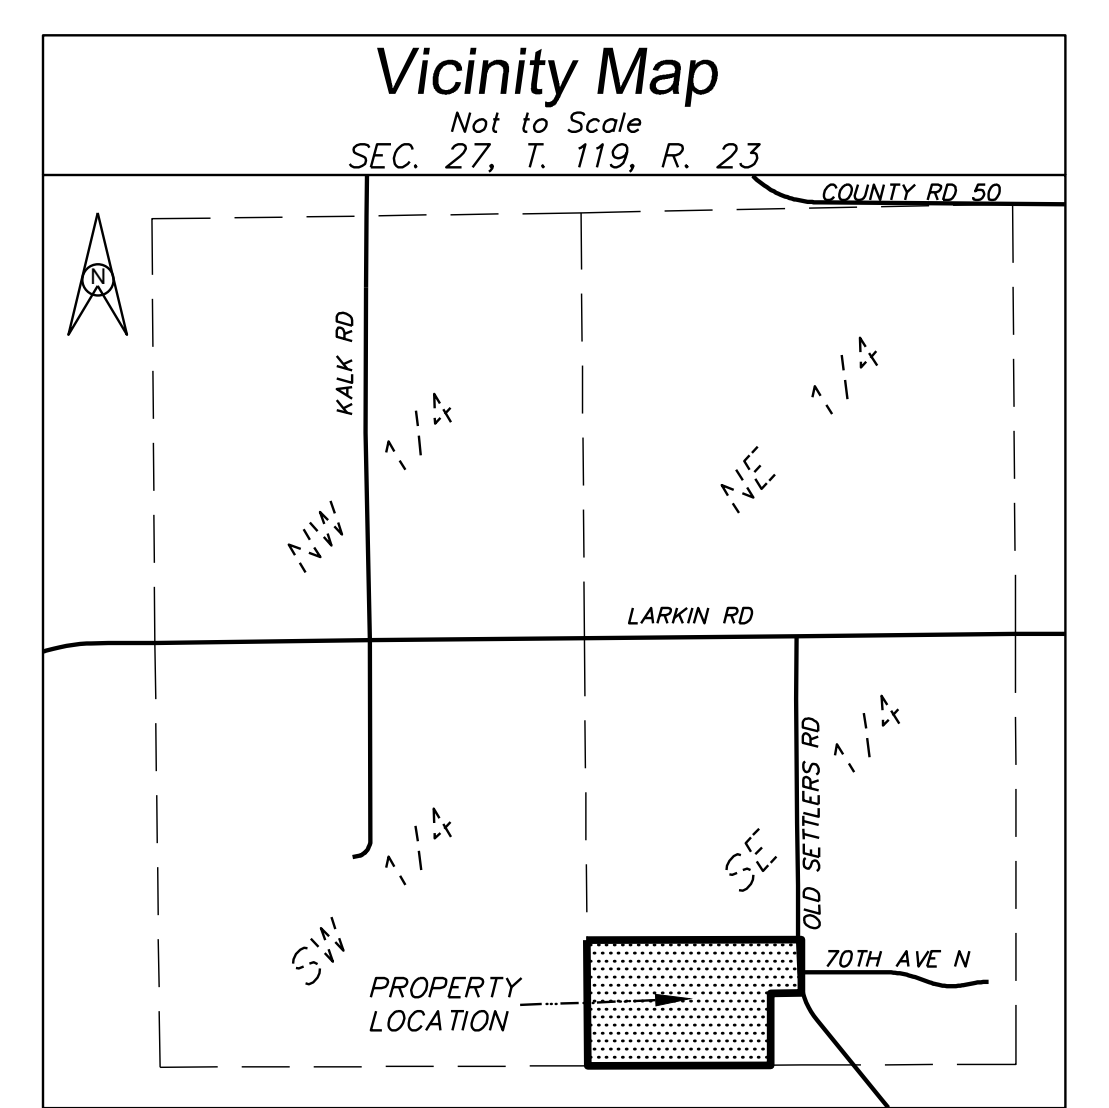 Vicinity Map
Not to Scale
SEC. 27, T. 119, R. 23
COUNTY RD 50
N
KALK RD
NW 1/4
NE 1/4
LARKIN RD
OLD SETTLERS RD
SW 1/4
SE 1/4
70TH AVE N
PROPERTY
LOCATION